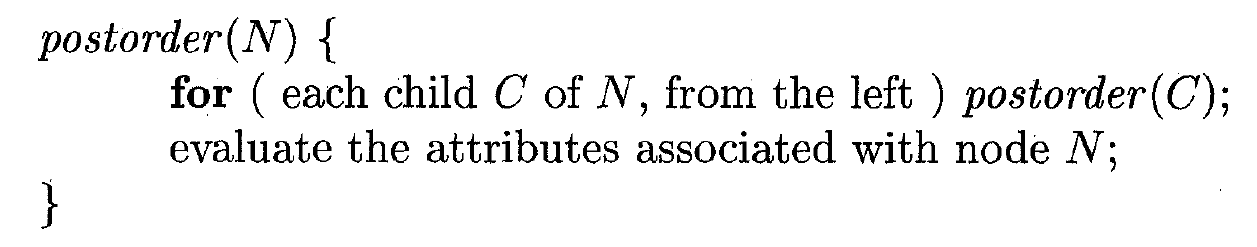 postorder(N) {
for ( each child C of N, from the left ) postorder(C);
evaluate the attributes associated with node N;
}